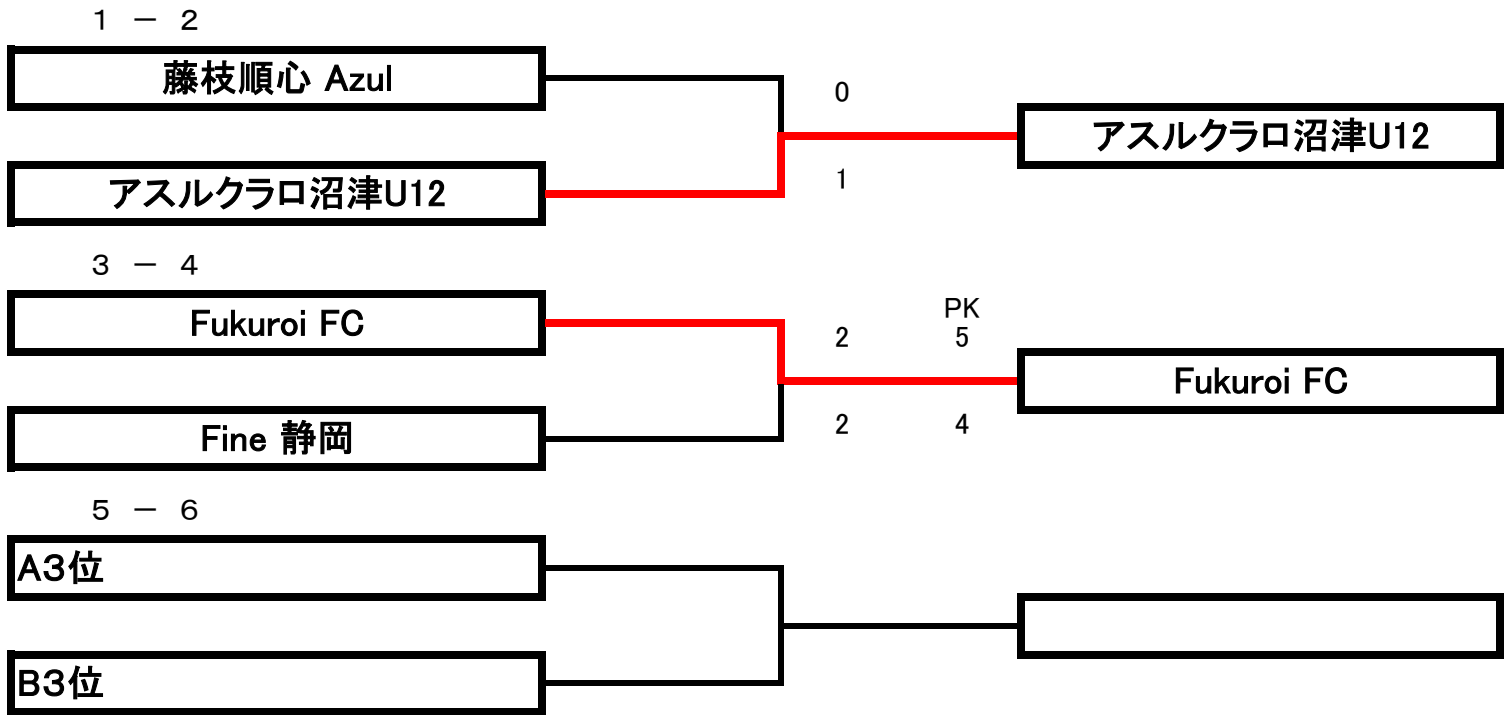 １　－　２
藤枝順心 Azul
0
アスルクラロ沼津U12
1
アスルクラロ沼津U12
３　－　４
Fukuroi FC
PK
2 5
Fukuroi FC
2 4
Fine 静岡
５　－　６
A3位
B3位